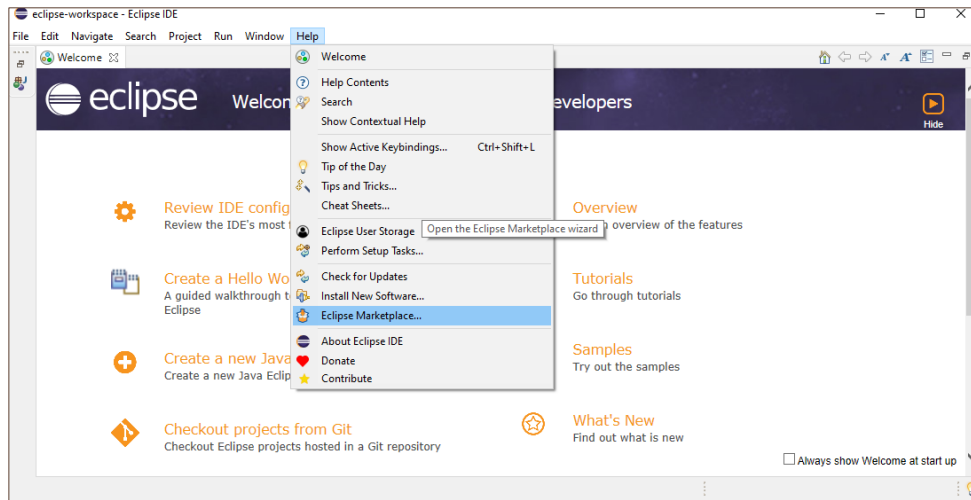 eclipse-workspace - Eclipse IDE
File Edit Navigate Search Project Run Window Help
Welcome
eclipse Welcon evelopers
Hide
Welcome
Help Contents
Search
Show Contextual Help
Show Active Keybindings... Ctrl+Shift+L
Tip of the Day
Tips and Tricks...
Cheat Sheets...
Eclipse User Storage
Open the Eclipse Marketplace wizard
Perform Setup Tasks...
Check for Updates
Install New Software...
Eclipse Marketplace...
About Eclipse IDE
Donate
Contribute
Review IDE config
Review the IDE's most
Create a Hello Wo
A guided walkthrough t
Eclipse
Create a new Java
Create a new Java Eclip
Checkout projects from Git
Checkout Eclipse projects hosted in a Git repository
Overview
overview of the features
Tutorials
Go through tutorials
Samples
Try out the samples
What's New
Find out what is new
Always show Welcome at start up